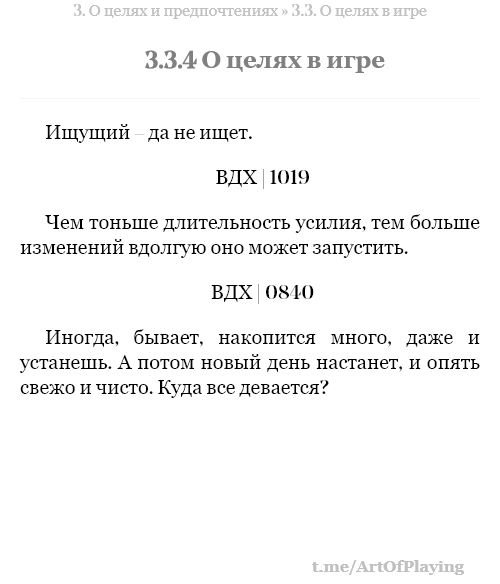 3. О целях и предпочтениях » 3.3. О целях в игре
3.3.4 О целях в игре
Ищущий – да не ищет.
ВДХ | 1019
Чем тоньше длительность усилия, тем больше
изменений вдолгую оно может запустить.
ВДХ | 0840
Иногда, бывает, накопится много, даже и
устанешь. А потом новый день настанет, и опять
свежо и чисто. Куда все девается?
t.me/ArtOfPlaying